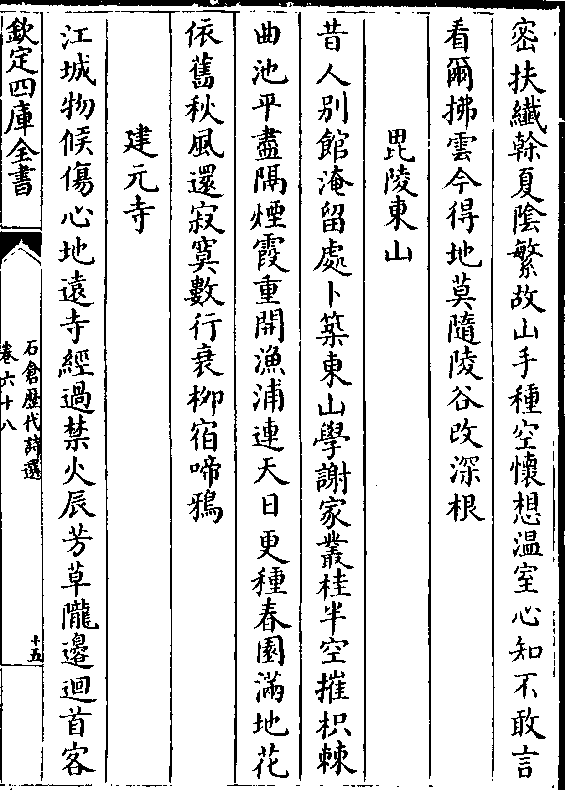 密扶纖幹夏陰繁故山手種空懷想温室心知不敢言
看爾拂雲今得地莫隨陵谷改深根
毘陵東山
昔人别館淹留處卜築東山學謝家叢桂半空摧枳棘
曲池平盡隔煙霞重開漁浦連天日更種春園滿地花
依舊秋風還寂寞數行衰柳宿啼鴉
建元寺
江城物候傷心地逺寺經過禁火辰芳草隴邊迴首客
欽定四庫全書
石倉歷代詩選
卷六十八
十五